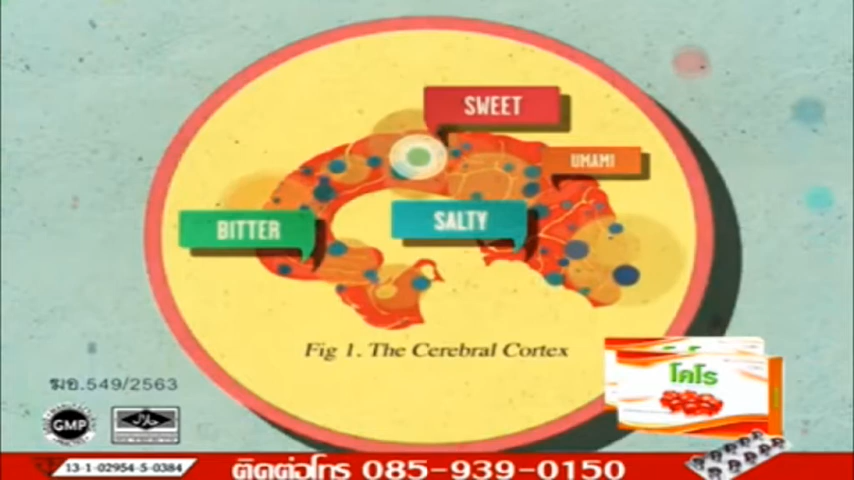 SWEET
UMAMI
BITTER
SALTY
Fig 1. The Cerebral Cortex
ฆอ.549/2563
โคโร
GMP
13-1-02954-5-0384
ติดต่อโทร 085-939-0150